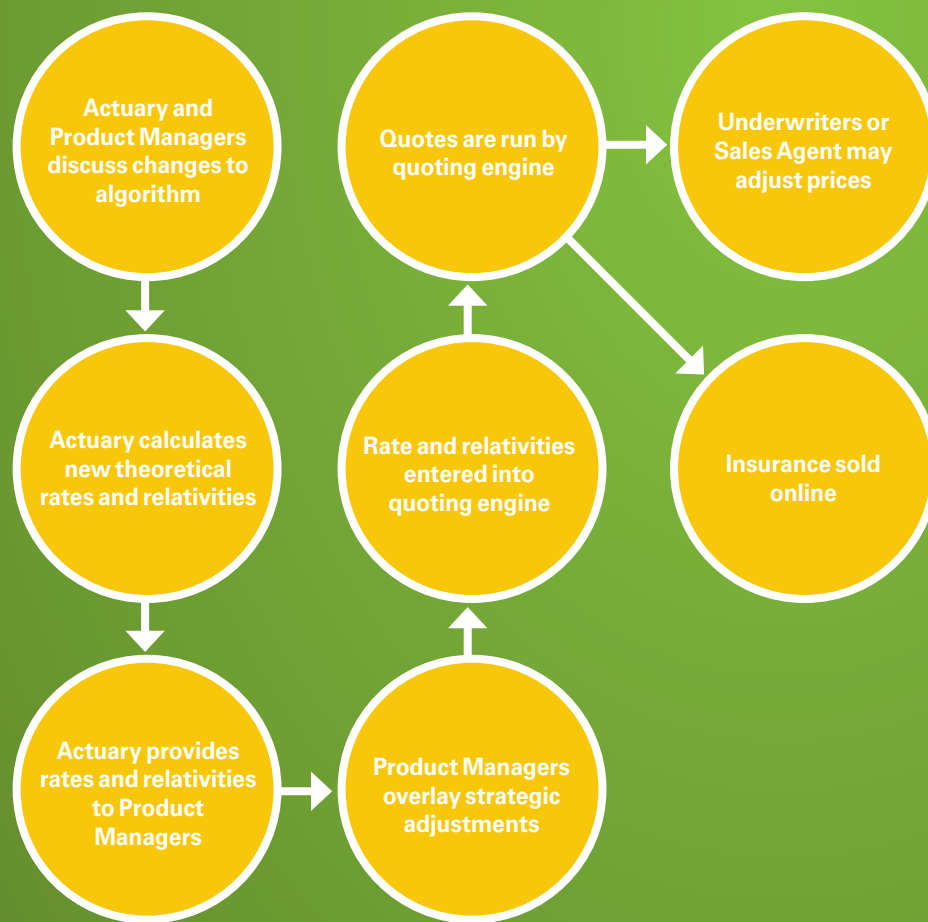 Actuary and
Product Managers
discuss changes to
algorithm
Actuary calculates
new theoretical
rates and relativities
Actuary provides
rates and relativities
to Product
Managers
Product Managers
overlay strategic
adjustments
Rate and relativities
entered into
quoting engine
Quotes are run by
quoting engine
Underwriters or
Sales Agent may
adjust prices
Insurance sold
online